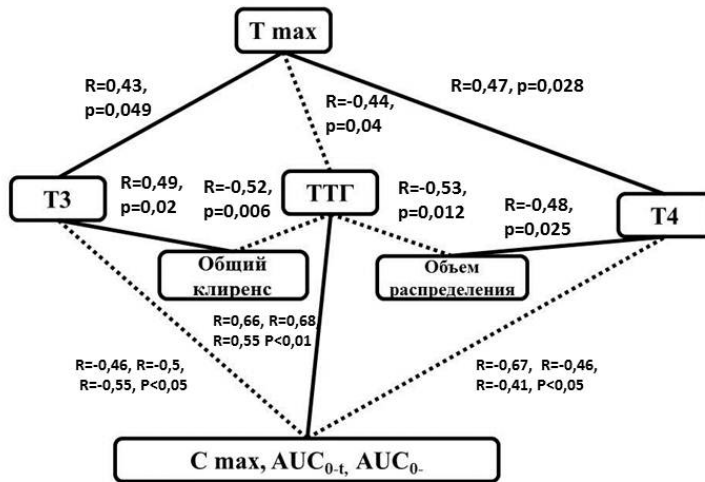 T max
R=0,43,
p=0,049
R=-0,44,
p=0,04
R=0,47, p=0,028
Т3
R=0,49,
p=0,02
R=-0,52,
p=0,006
ТТГ
R=-0,53,
p=0,012
R=-0,48,
p=0,025
Т4
Общий
клиренс
Объем
распределения
R=0,66, R=0,68,
R=0,55 P<0,01
R=-0,46, R=-0,5,
R=-0,55, P<0,05
R=-0,67, R=-0,46,
R=-0,41, P<0,05
C max, AUC0-t, AUC0-